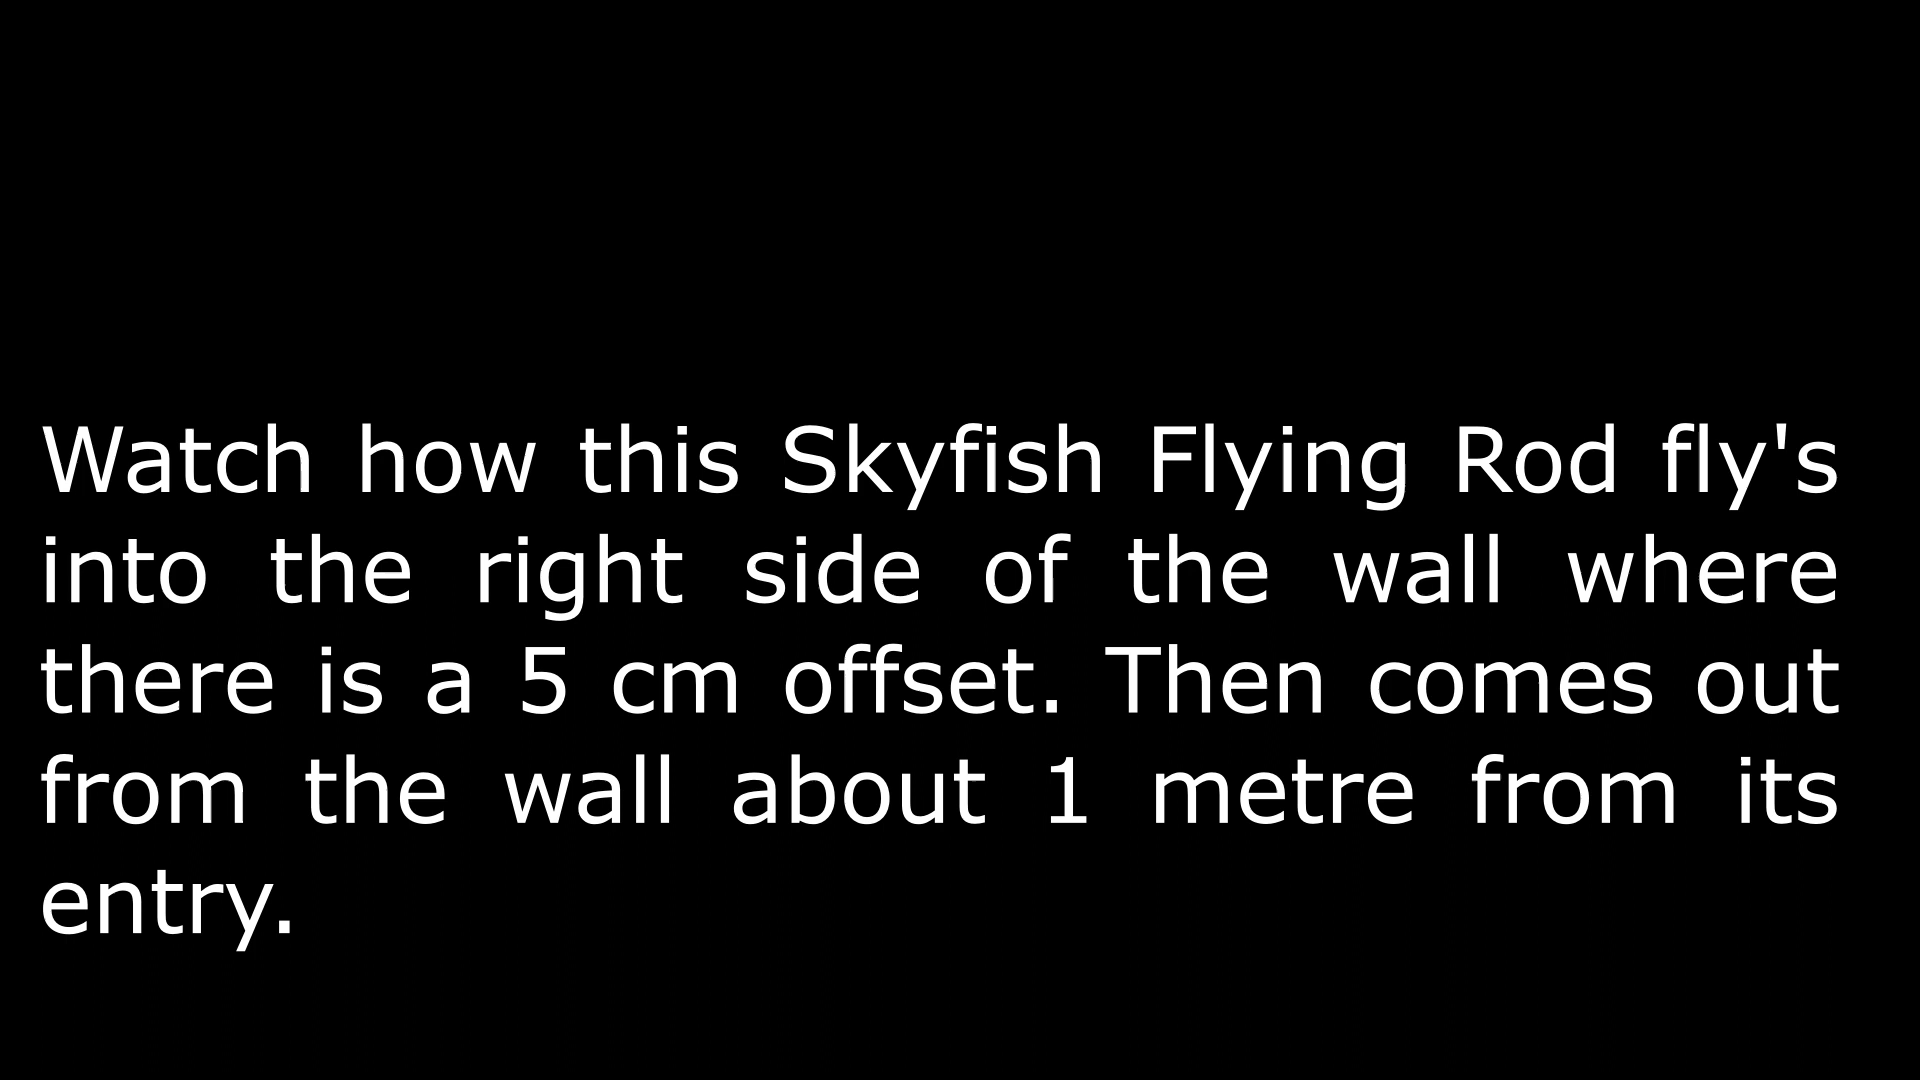 Watch how this Skyfish Flying Rod fly's
into the right side of the wall where
there is a 5 cm offset. Then comes out
from the wall about 1 metre from its
entry.